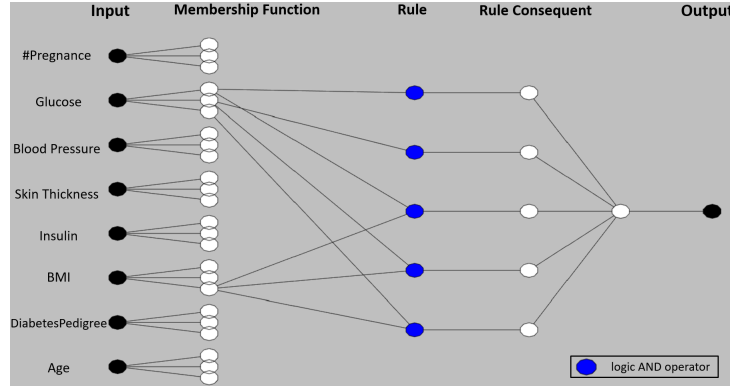 Input Membership Function Rule Rule Consequent Output
#Pregnance
Glucose
Blood Pressure
Skin Thickness
Insulin
BMI
DiabetesPedigree
Age
logic AND operator